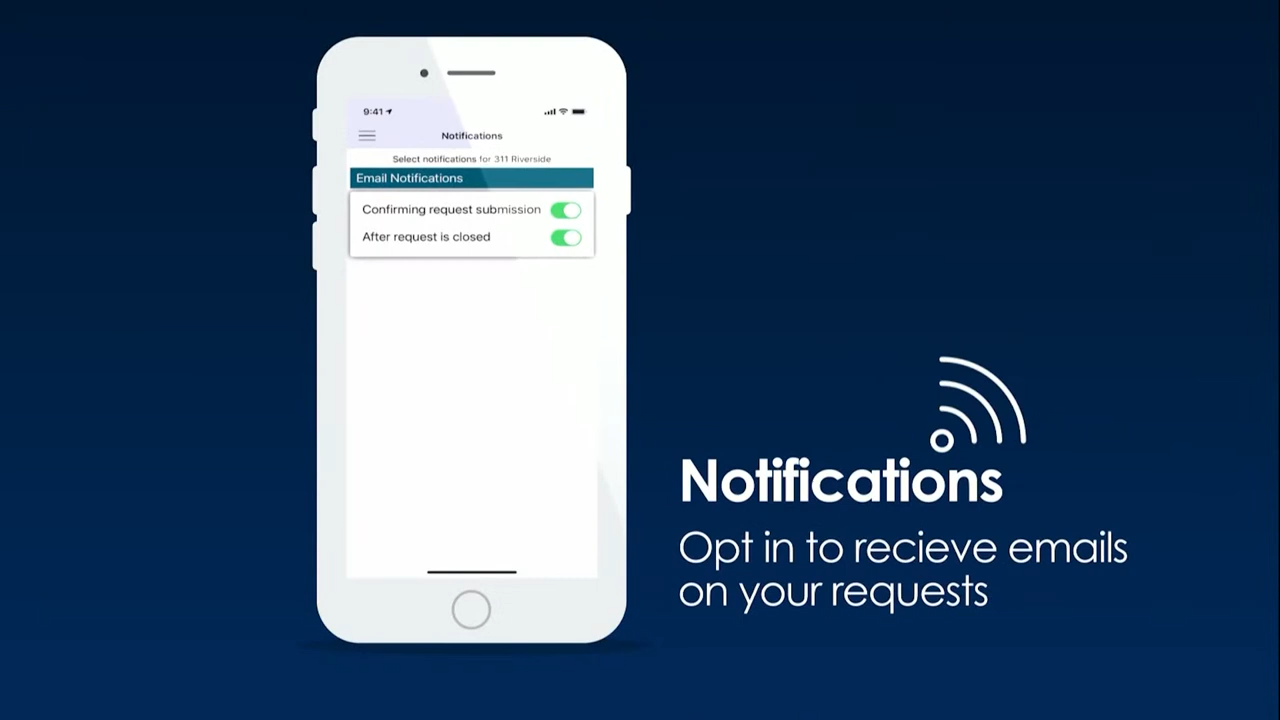 9:41
Notifications
Select notifications for 311 Riverside
Email Notifications
Confirming request submission
After request is closed
Notifications
Opt in to recieve emails
on your requests